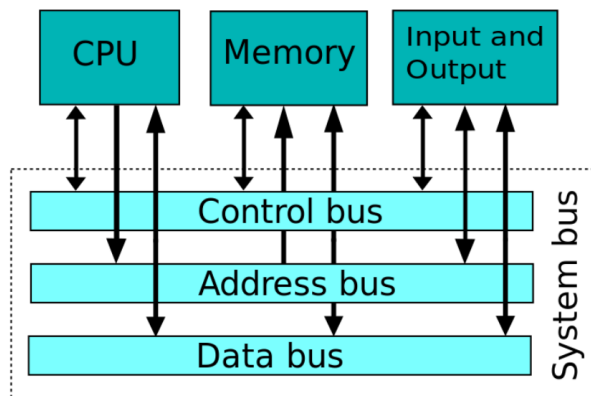 CPU
Memory
Input and
Output
Control bus
Address bus
Data bus
System bus